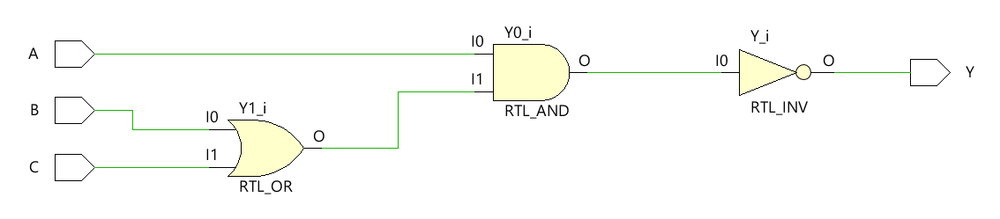 A
I0
Y0_i
I1
O
RTL_AND
Y_i
I0
O
RTL_INV
Y
B
I0
Y1_i
O
C
I1
RTL_OR